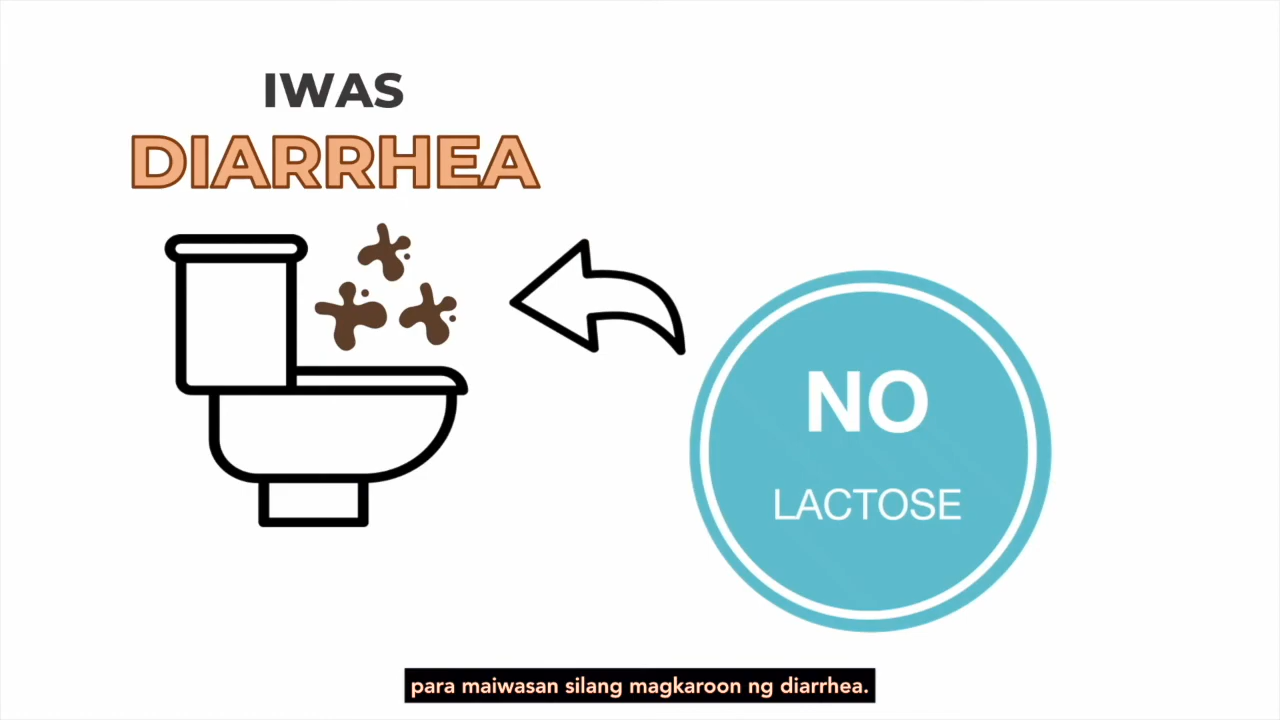 IWAS
DIARRHEA
NO
LACTOSE
para maiwasan silang magkaroon ng diarrhea.